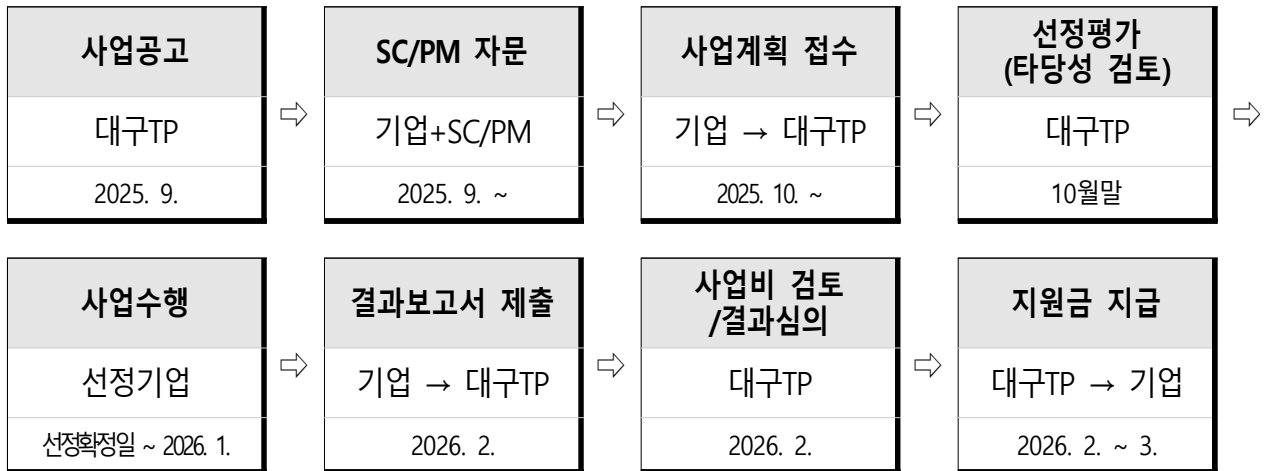 사업공고
대구TP
2025. 9.
⇨
SC/PM 자문
기업+SC/PM
2025. 9. ~
⇨
사업계획 접수
기업 → 대구TP
2025. 10. ~
⇨
선정평가
(타당성 검토)
대구TP
10월말
⇨
사업수행
선정기업
선정확정일 ~ 2026. 1.
⇨
결과보고서 제출
기업 → 대구TP
2026. 2.
⇨
사업비 검토
/결과심의
대구TP
2026. 2.
⇨
지원금 지급
대구TP → 기업
2026. 2. ~ 3.